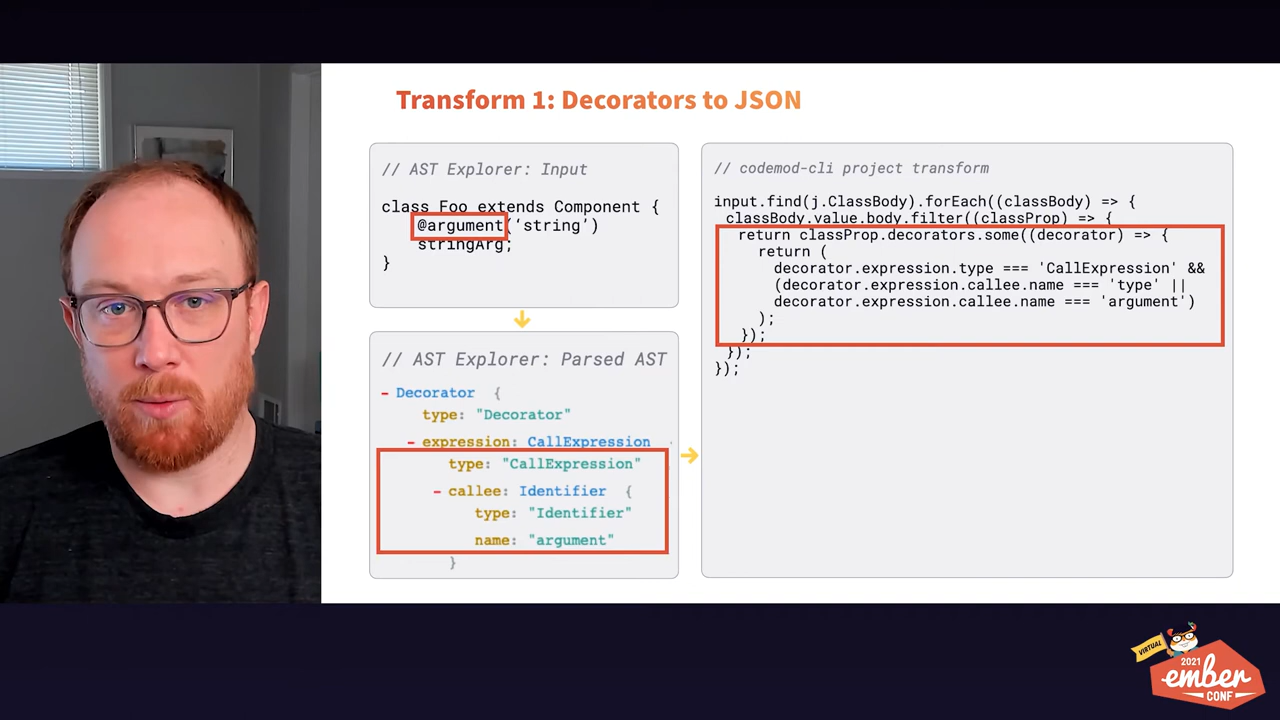 Transform 1: Decorators to JSON
// AST Explorer: Input
class Foo extends Component {
@argument(‘string’)
stringArg;
}
// AST Explorer: Parsed AST
- Decorator {
type: "Decorator"
- expression: CallExpression
type: "CallExpression"
- callee: Identifier {
type: "Identifier"
name: "argument"
}
// codemod-cli project transform
input.find(j.ClassBody).forEach((classBody) => {
classBody.value.body.filter((classProp) => {
return classProp.decorators.some((decorator) => {
return (
decorator.expression.type === 'CallExpression' &&
(decorator.expression.callee.name === 'type' ||
decorator.expression.callee.name === 'argument')
);
});
});
});
VIRTUAL
2021
ember
CONF